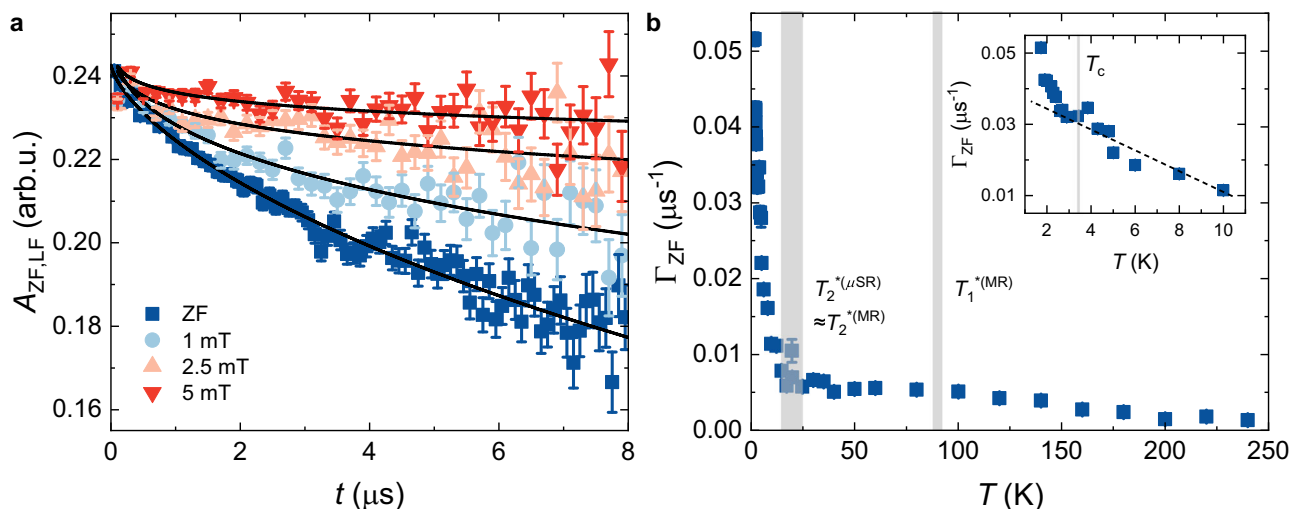 a
0.24
0.22
0.20
0.18
0.16
A_ZF,LF (arb.u.)
ZF
1 mT
2.5 mT
5 mT
0 2 4 6 8
t (μs)
b
0.05
0.04
0.03
0.02
0.01
0.00
Γ_ZF (μs⁻¹)
T₂*⁽μSR⁾
≈T₂*⁽MR⁾
T₁*⁽MR⁾
0.05
0.03
0.01
Γ_ZF (μs⁻¹)
T_c
2 4 6 8 10
T (K)
0 50 100 150 200 250
T (K)